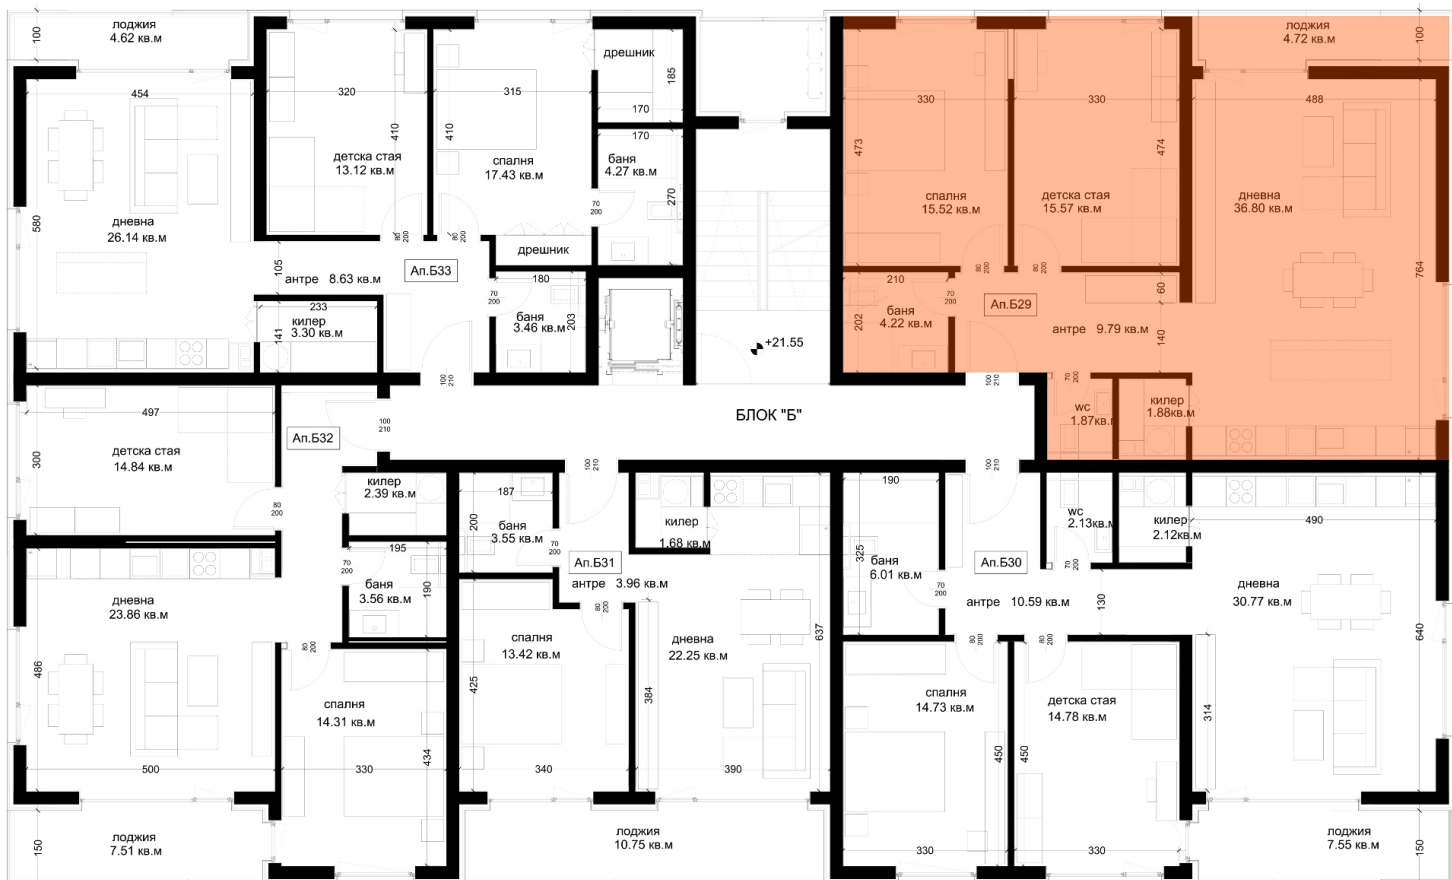 лоджия
4.62 кв.м
100
454
580
дневна
26.14 кв.м
320
410
детска стая
13.12 кв.м
315
410
спалня
17.43 кв.м
дрешник
185
170
170
баня
4.27 кв.м
270
70
200
дрешник
80
200
80
200
105
антре 8.63 кв.м
Ап.Б33
233
141
килер
3.30 кв.м
70
200
180
баня
3.46 кв.м
203
100
210
+21.55
330
473
спалня
15.52 кв.м
330
474
детска стая
15.57 кв.м
лоджия
4.72 кв.м
100
488
дневна
36.80 кв.м
764
80
200
80
200
210
202
баня
4.22 кв.м
70
200
Ап.Б29
60
антре 9.79 кв.м
140
100
210
70
200
wc
1.87кв.м
килер
1.88кв.м
БЛОК "Б"
497
300
детска стая
14.84 кв.м
Ап.Б32
100
210
80
200
килер
2.39 кв.м
195
70
200
баня
3.56 кв.м
190
дневна
23.86 кв.м
486
500
80
200
спалня
14.31 кв.м
434
330
лоджия
7.51 кв.м
150
100
210
187
200
баня
3.55 кв.м
70
200
Ап.Б31
антре 3.96 кв.м
килер
1.68 кв.м
80
200
спалня
13.42 кв.м
425
340
дневна
22.25 кв.м
637
384
390
лоджия
10.75 кв.м
100
210
190
325
баня
6.01 кв.м
70
200
Ап.Б30
антре 10.59 кв.м
130
wc
2.13кв.м
70
200
килер
2.12кв.м
490
дневна
30.77 кв.м
640
314
80
200
80
200
спалня
14.73 кв.м
450
330
детска стая
14.78 кв.м
450
330
лоджия
7.55 кв.м
150